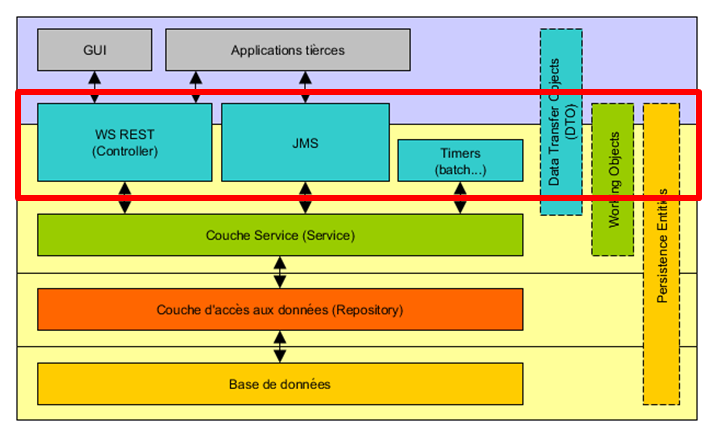 GUI
Applications tièrces
WS REST
(Controller)
JMS
Timers
(batch...)
Couche Service (Service)
Couche d'accès aux données (Repository)
Base de données
Data Transfer Objects
(DTO)
Working Objects
Persistence Entities